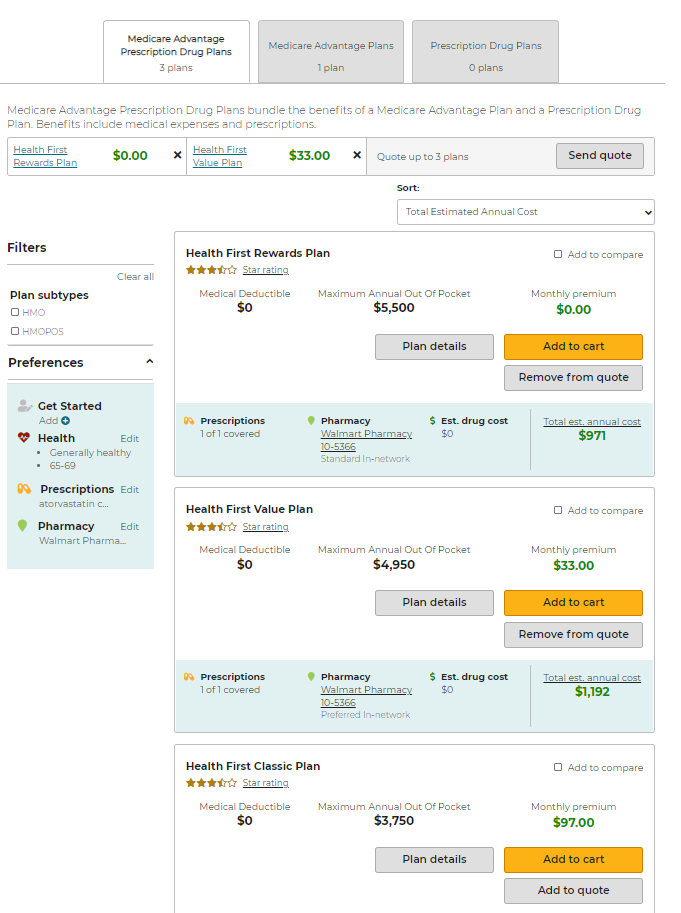 Medicare Advantage
Prescription Drug Plans
3 plans
Medicare Advantage Plans
1 plan
Prescription Drug Plans
0 plans
Medicare Advantage Prescription Drug Plans bundle the benefits of a Medicare Advantage Plan and a Prescription Drug
Plan. Benefits include medical expenses and prescriptions.
Health First
Rewards Plan
$0.00
×
Health First
Value Plan
$33.00
×
Quote up to 3 plans
Send quote
Sort:
Total Estimated Annual Cost
Filters
Clear all
Plan subtypes
HMO
HMOPOS
Preferences
Get Started
Add
Health Edit
• Generally healthy
• 65-69
Prescriptions Edit
atorvastatin c...
Pharmacy Edit
Walmart Pharma...
Health First Rewards Plan
Add to compare
Star rating
Medical Deductible
$0
Maximum Annual Out Of Pocket
$5,500
Monthly premium
$0.00
Plan details
Add to cart
Remove from quote
Prescriptions
1 of 1 covered
Pharmacy
Walmart Pharmacy
10-5366
Standard In-network
$ Est. drug cost
$0
Total est. annual cost
$971
Health First Value Plan
Add to compare
Star rating
Medical Deductible
$0
Maximum Annual Out Of Pocket
$4,950
Monthly premium
$33.00
Plan details
Add to cart
Remove from quote
Prescriptions
1 of 1 covered
Pharmacy
Walmart Pharmacy
10-5366
Preferred In-network
$ Est. drug cost
$0
Total est. annual cost
$1,192
Health First Classic Plan
Add to compare
Star rating
Medical Deductible
$0
Maximum Annual Out Of Pocket
$3,750
Monthly premium
$97.00
Plan details
Add to cart
Add to quote